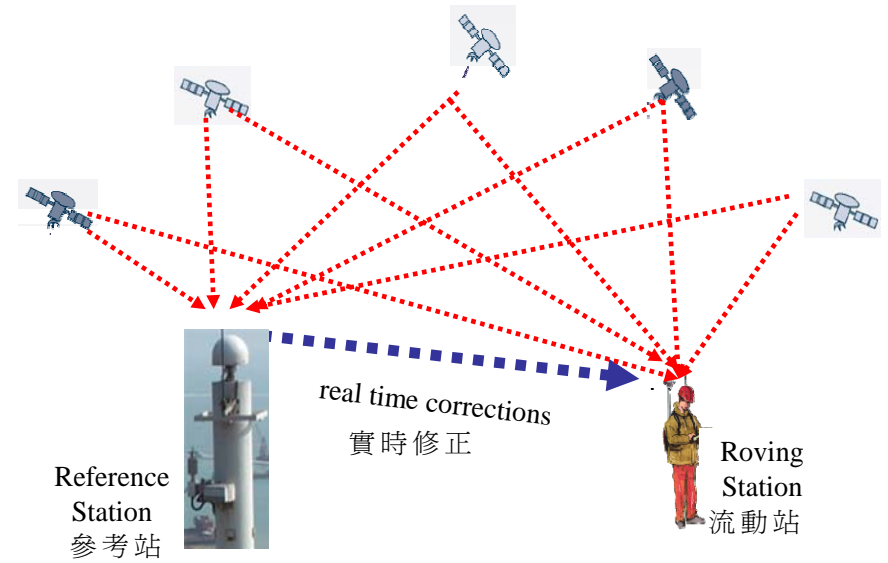 real time corrections
實時修正
Reference
Station
參考站
Roving
Station
流動站